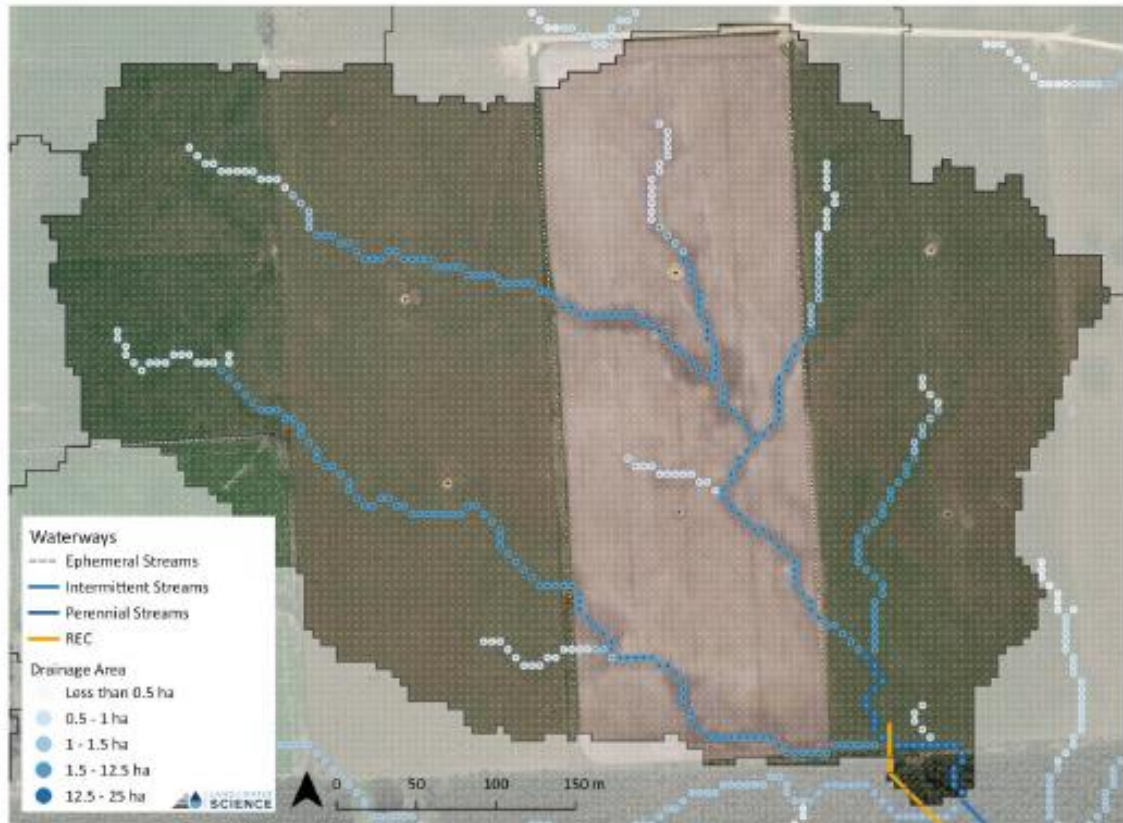 Waterways
Ephemeral Streams
Intermittent Streams
Perennial Streams
REC
Drainage Area
Less than 0.5 ha
0.5 - 1 ha
1 - 1.5 ha
1.5 - 12.5 ha
12.5 - 25 ha
SCIENCE
0 50 100 150 m